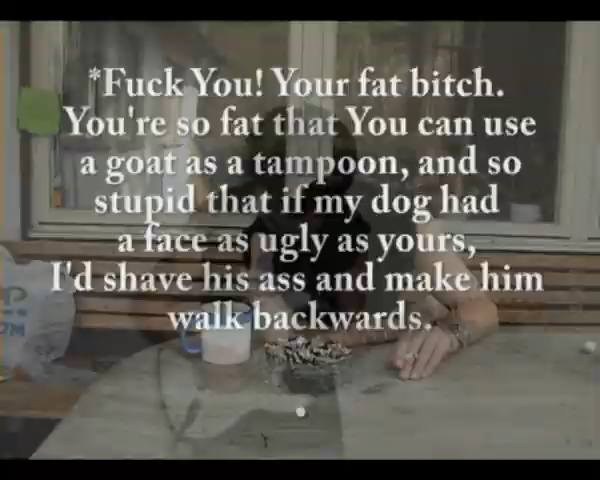 *Fuck You! Your fat bitch.
You're so fat that You can use
a goat as a tampoon, and so
stupid that if my dog had
a face as ugly as yours,
I'd shave his ass and make him
walk backwards.